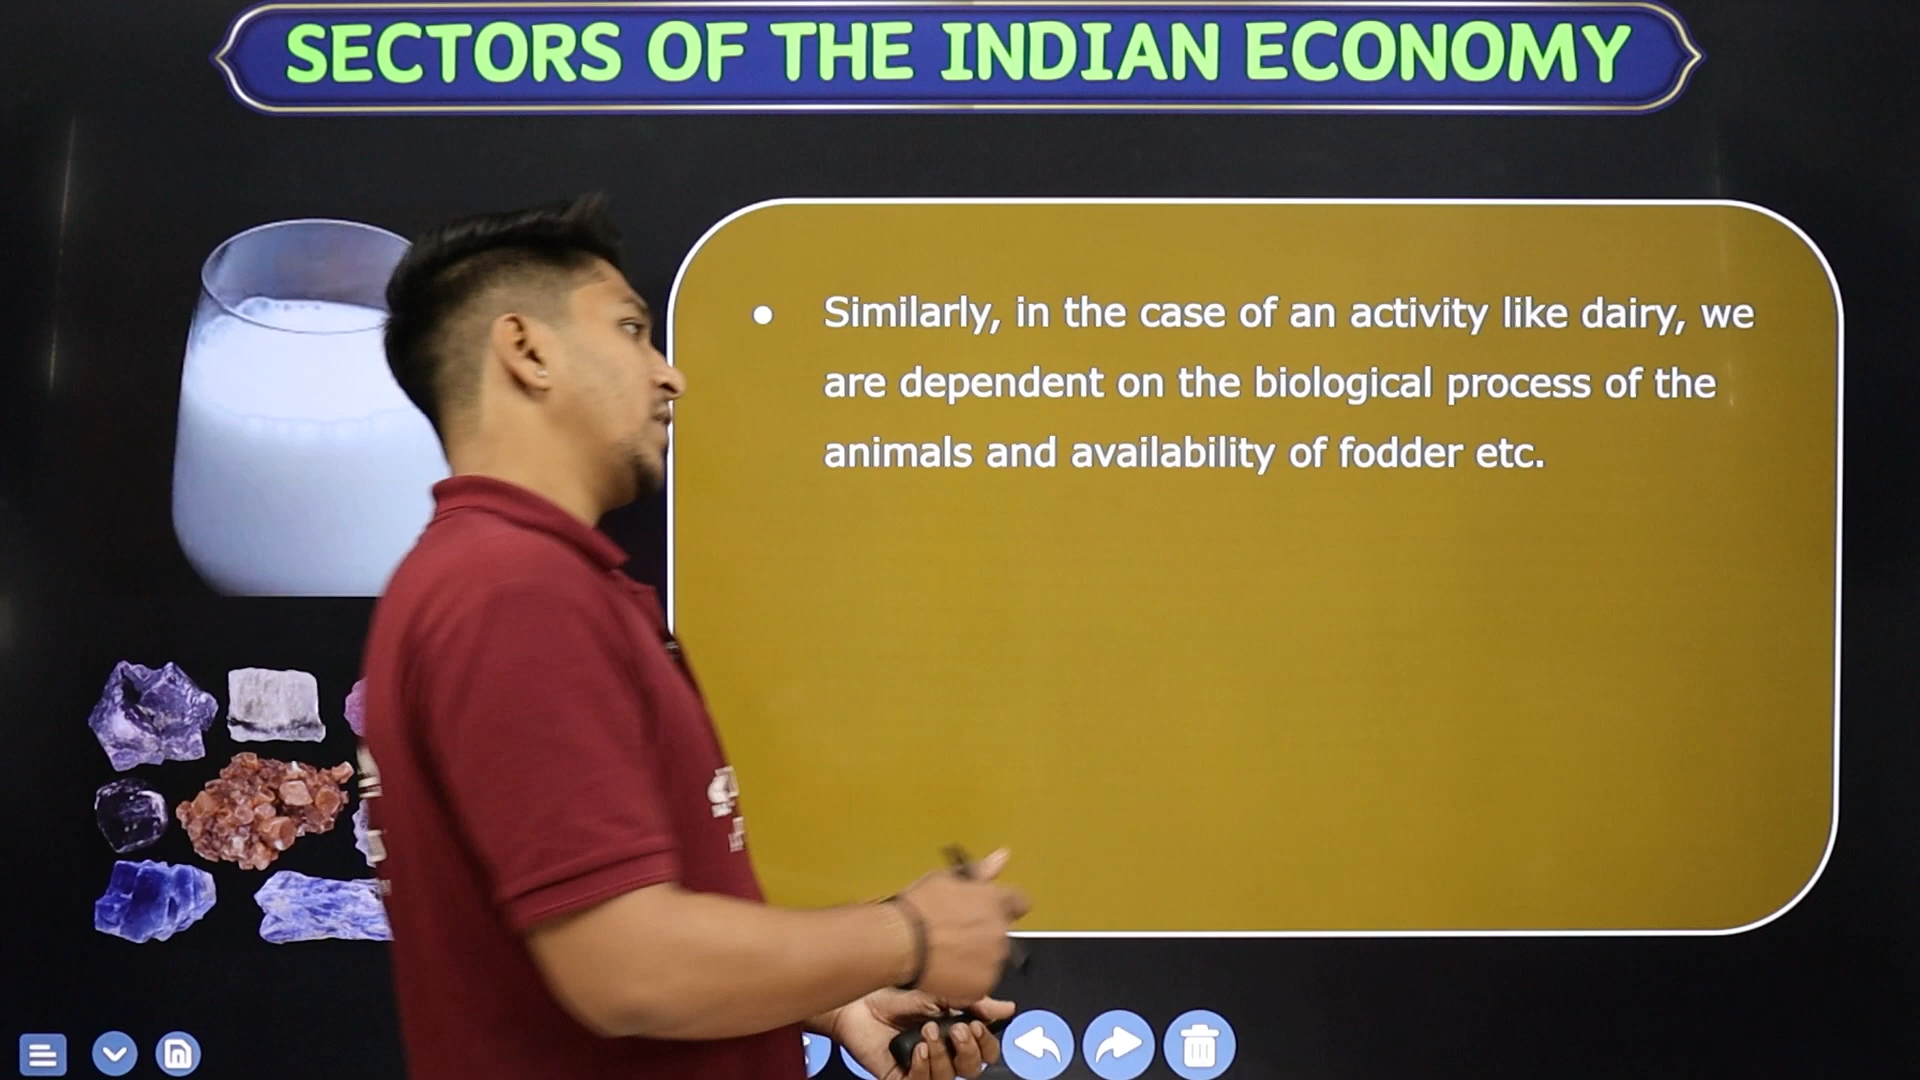 SECTORS OF THE INDIAN ECONOMY
● Similarly, in the case of an activity like dairy, we
are dependent on the biological process of the
animals and availability of fodder etc.